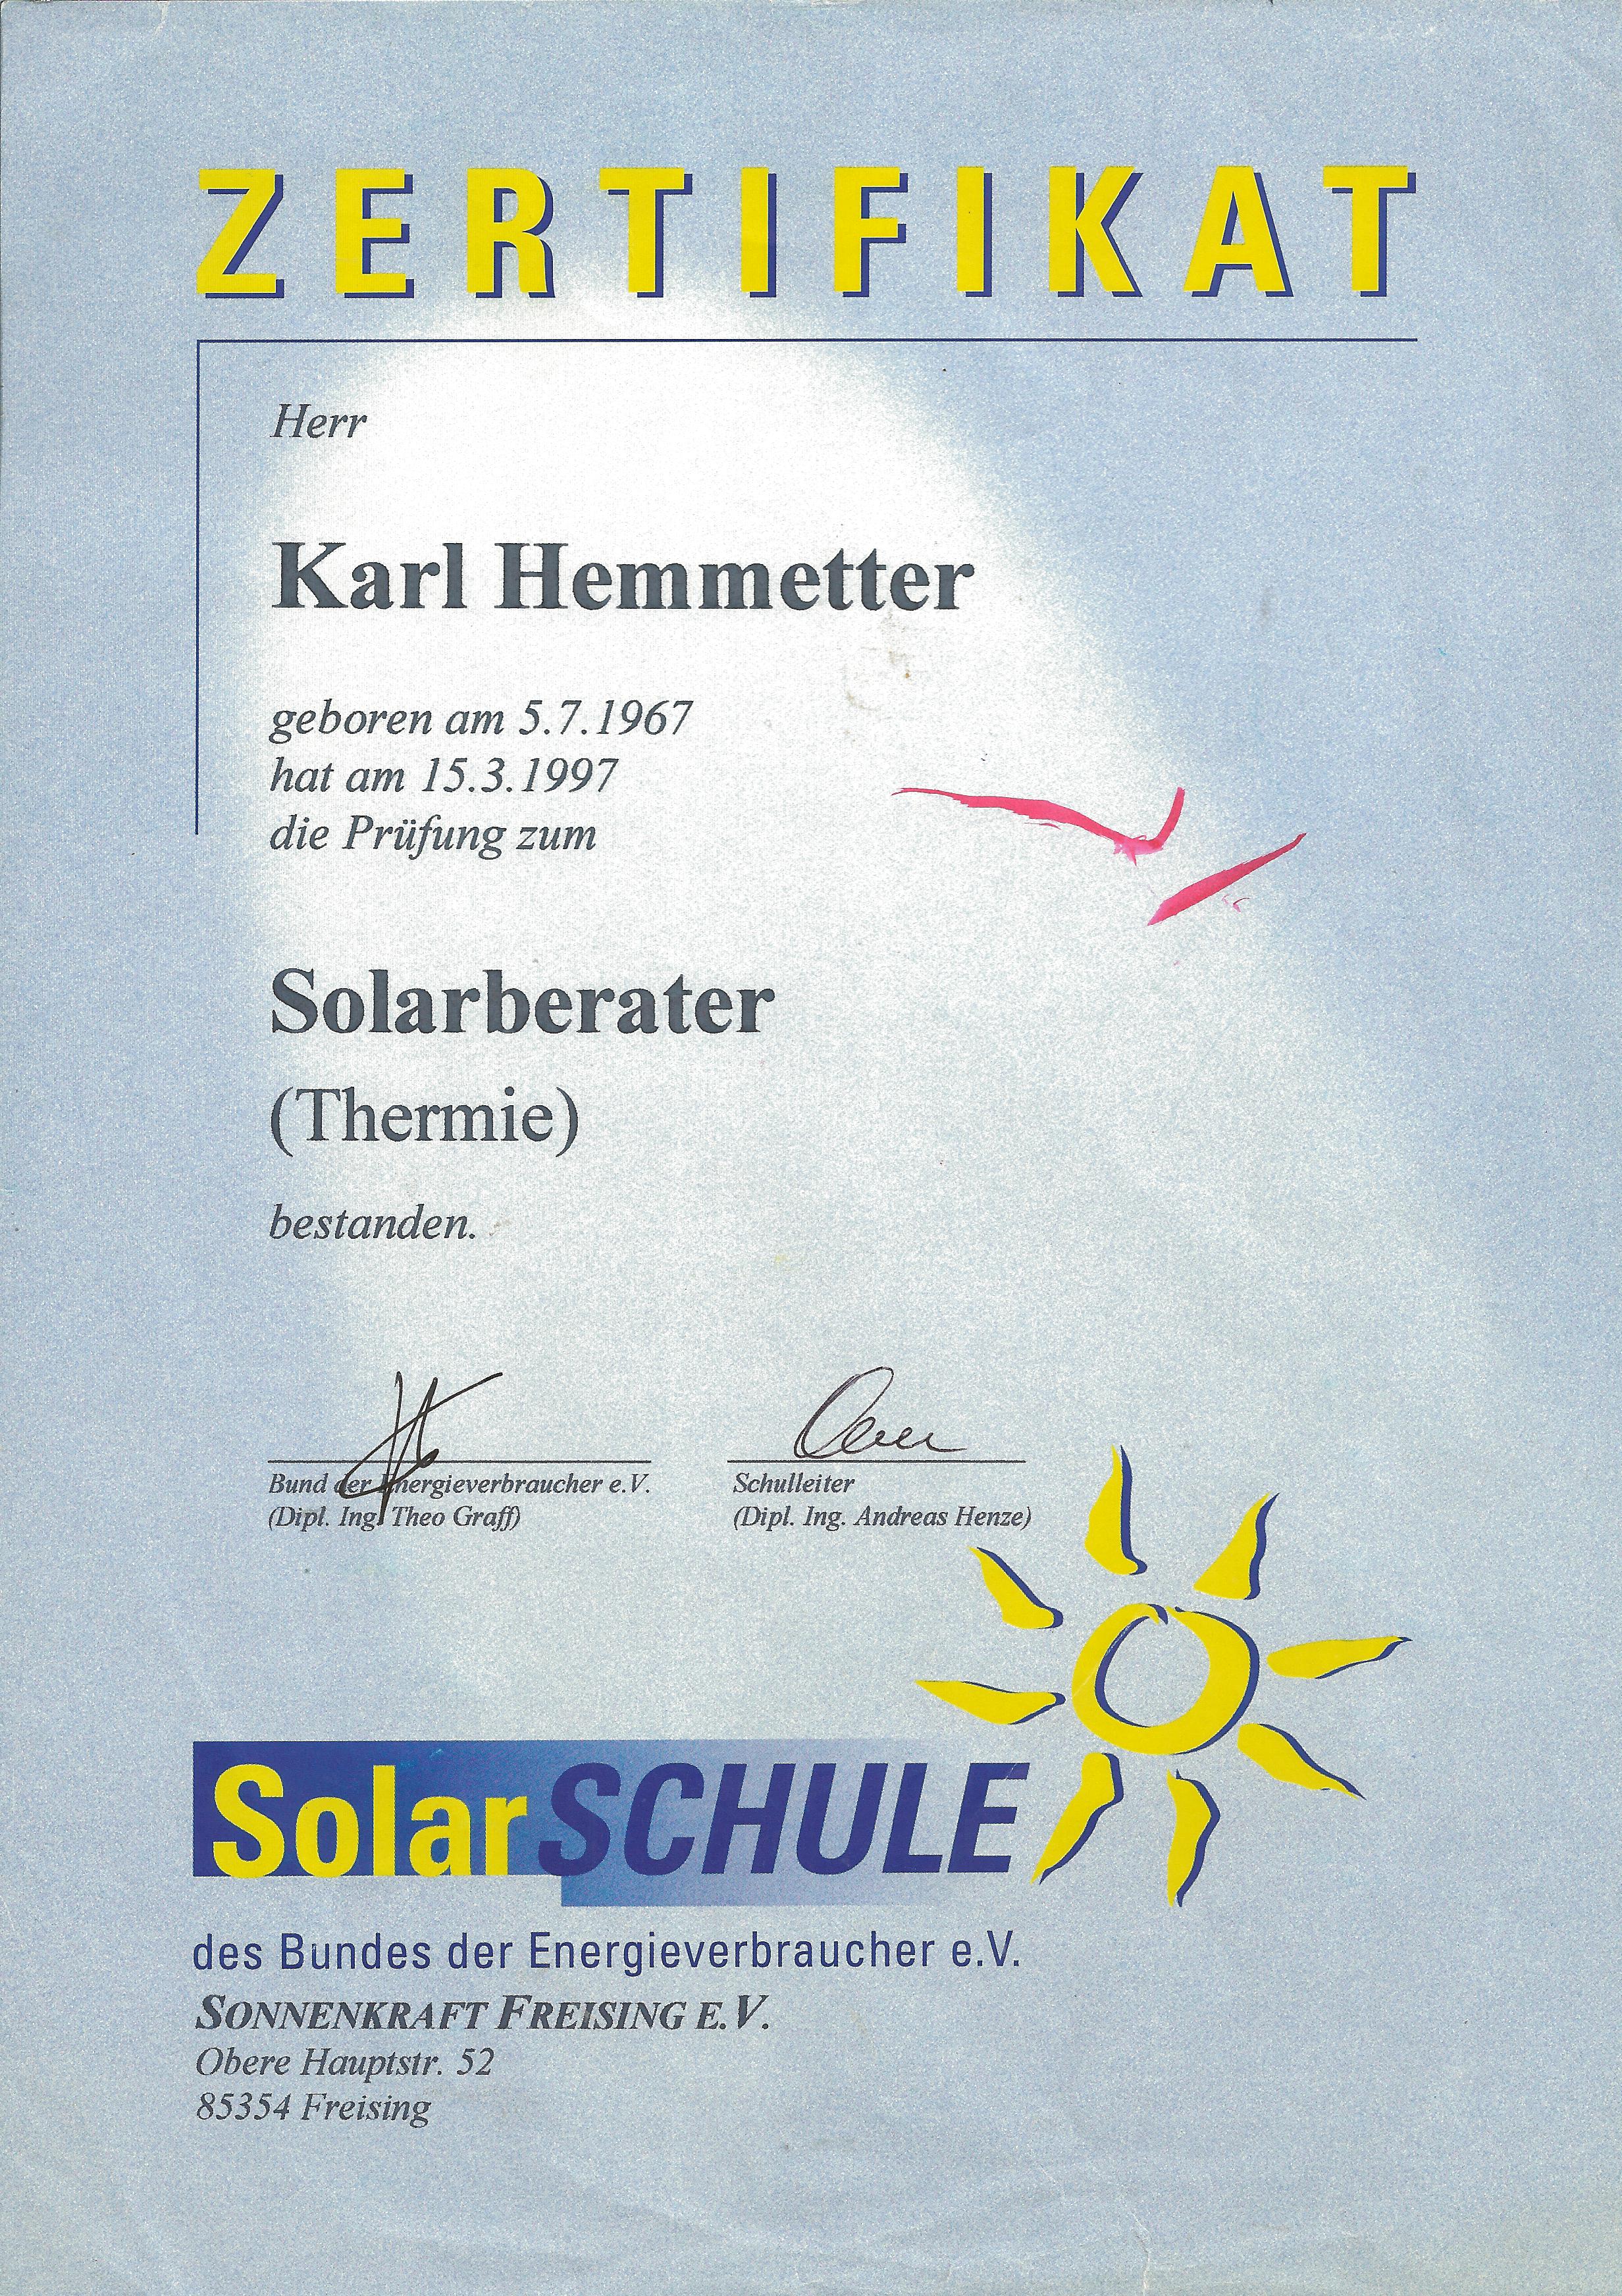 ZERTIFIKAT
Herr
Karl Hemmetter
geboren am 5.7.1967
hat am 15.3.1997
die Prüfung zum
Solarberater
(Thermie)
bestanden.
Bund der Energieverbraucher e.V.
(Dipl. Ing. Theo Graff)
Schulleiter
(Dipl. Ing. Andreas Henze)
SolarSCHULE
des Bundes der Energieverbraucher e.V.
SONNENKRAFT FREISING E.V.
Obere Hauptstr. 52
85354 Freising